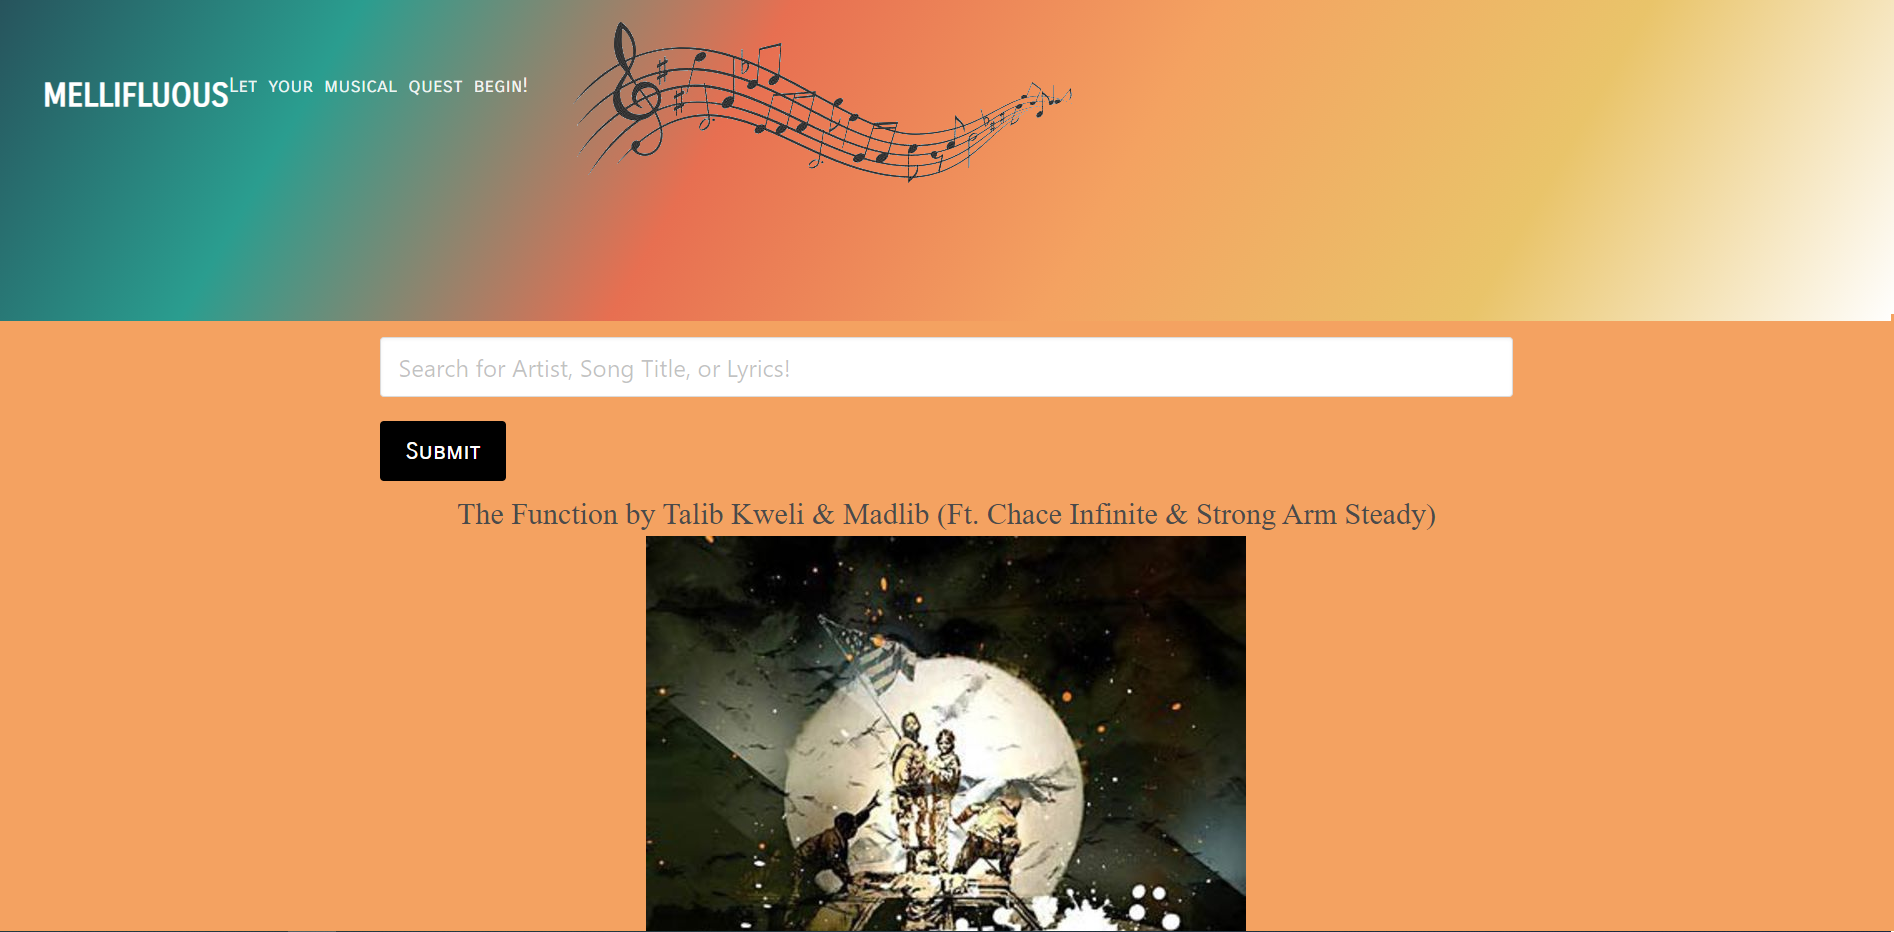 MELLIFLUOUS
Let your musical quest begin!
Search for Artist, Song Title, or Lyrics!
Submit
The Function by Talib Kweli & Madlib (Ft. Chace Infinite & Strong Arm Steady)